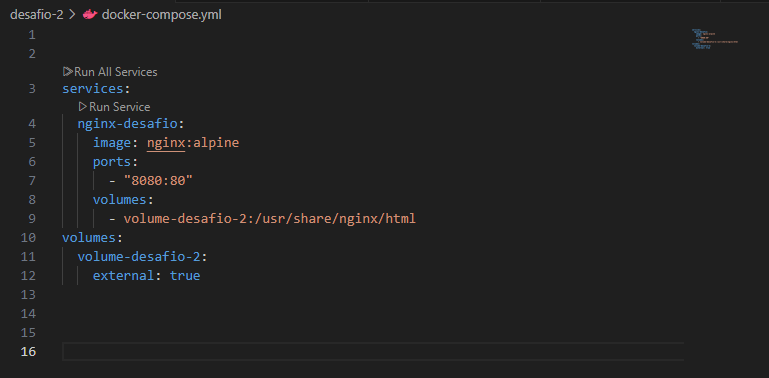 desafio-2 > docker-compose.yml
1
2
Run All Services
3 services:
Run Service
4 nginx-desafio:
5 image: nginx:alpine
6 ports:
7 - "8080:80"
8 volumes:
9 - volume-desafio-2:/usr/share/nginx/html
10 volumes:
11 volume-desafio-2:
12 external: true
13
14
15
16